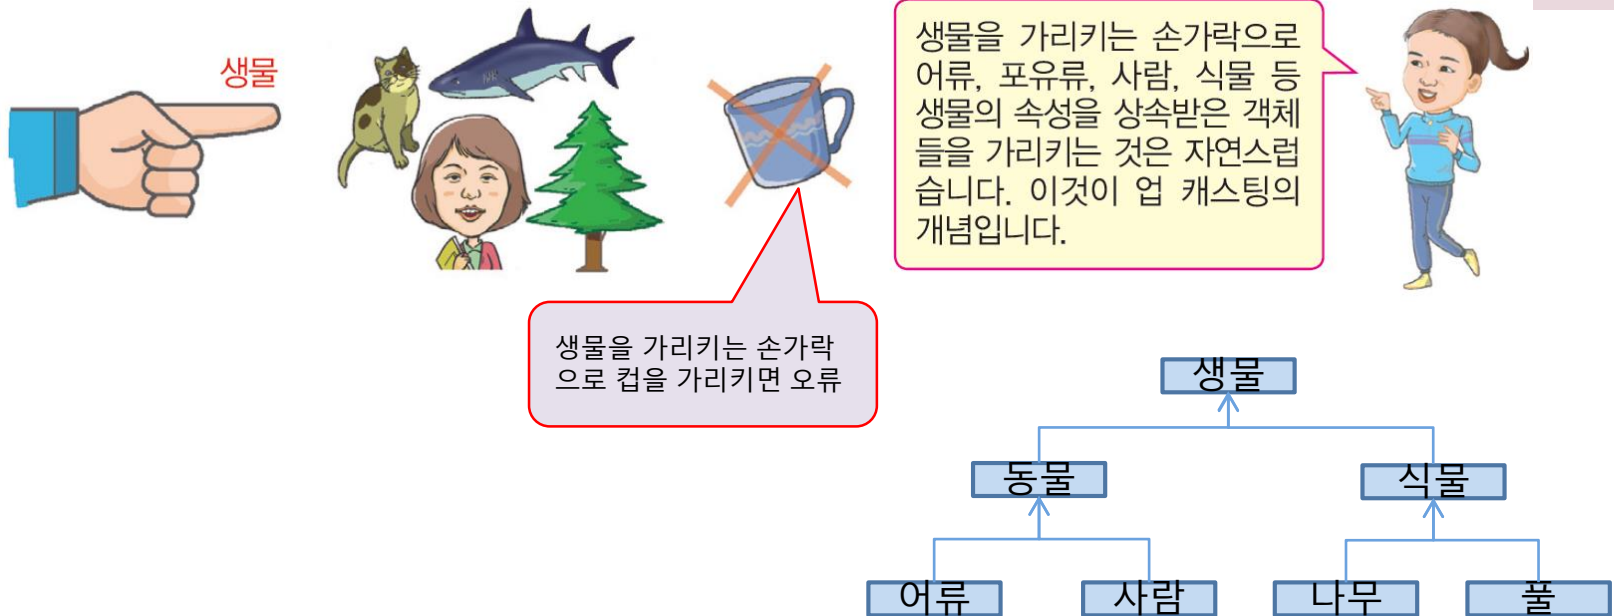 생물
생물을 가리키는 손가락으로
어류, 포유류, 사람, 식물 등
생물의 속성을 상속받은 객체
들을 가리키는 것은 자연스럽
습니다. 이것이 업 캐스팅의
개념입니다.
생물을 가리키는 손가락
으로 컵을 가리키면 오류
생물
동물
식물
어류
사람
나무
풀